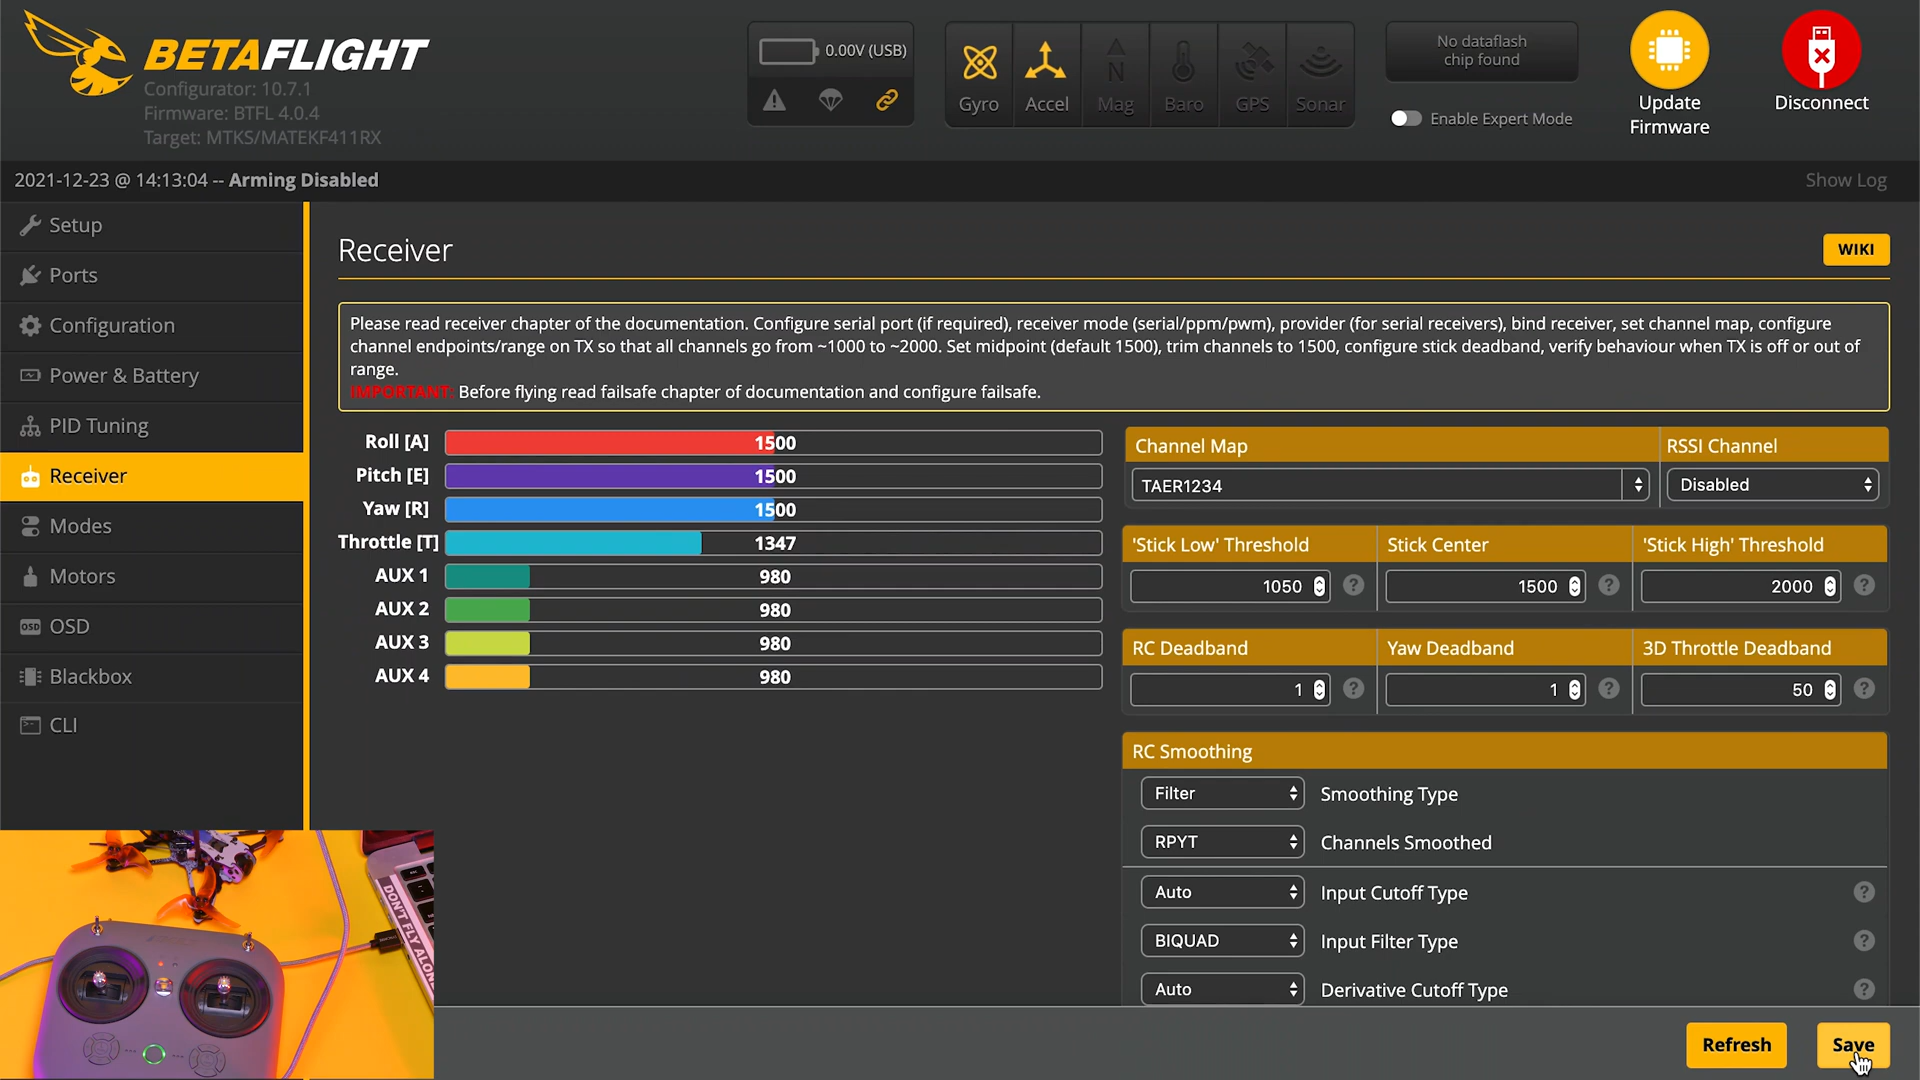 BETAFLIGHT
Configurator: 10.7.1
Firmware: BTFL 4.0.4
Target: MTKS/MATEKF411RX
0.00V (USB)
Gyro
Accel
Mag
Baro
GPS
Sonar
No dataflash
chip found
Enable Expert Mode
Update
Firmware
Disconnect
2021-12-23 @ 14:13:04 -- Arming Disabled
Show Log
Setup
Ports
Configuration
Power & Battery
PID Tuning
Receiver
Modes
Motors
OSD OSD
Blackbox
CLI
Receiver
WIKI
Please read receiver chapter of the documentation. Configure serial port (if required), receiver mode (serial/ppm/pwm), provider (for serial receivers), bind receiver, set channel map, configure
channel endpoints/range on TX so that all channels go from ~1000 to ~2000. Set midpoint (default 1500), trim channels to 1500, configure stick deadband, verify behaviour when TX is off or out of
range.
IMPORTANT: Before flying read failsafe chapter of documentation and configure failsafe.
Roll [A] 1500
Pitch [E] 1500
Yaw [R] 1500
Throttle [T] 1347
AUX 1 980
AUX 2 980
AUX 3 980
AUX 4 980
Channel Map
RSSI Channel
TAER1234
Disabled
'Stick Low' Threshold
Stick Center
'Stick High' Threshold
1050 ?
1500 ?
2000 ?
RC Deadband
Yaw Deadband
3D Throttle Deadband
1 ?
1 ?
50 ?
RC Smoothing
Filter Smoothing Type
RPYT Channels Smoothed
Auto Input Cutoff Type ?
BIQUAD Input Filter Type ?
Auto Derivative Cutoff Type ?
DON'T FLY ALONE
Refresh
Save